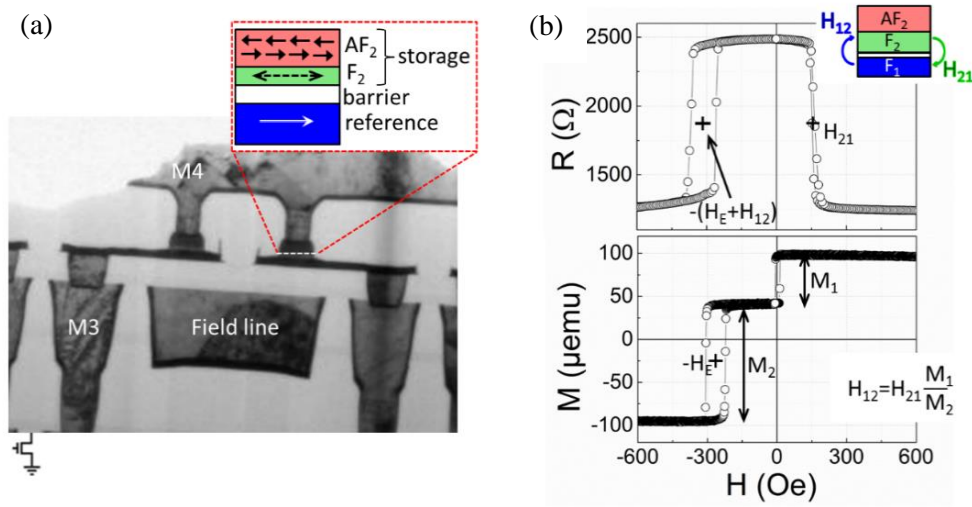 (a)
AF2
F2
storage
barrier
reference
M4
M3
Field line
(b)
H12
AF2
F2
F1
H21
2500
2000
1500
R (Ω)
H21
-(HE+H12)
100
50
0
-50
-100
M (μemu)
M1
-HE
M2
H12=H21 M1
M2
-600 -300 0 300 600
H (Oe)